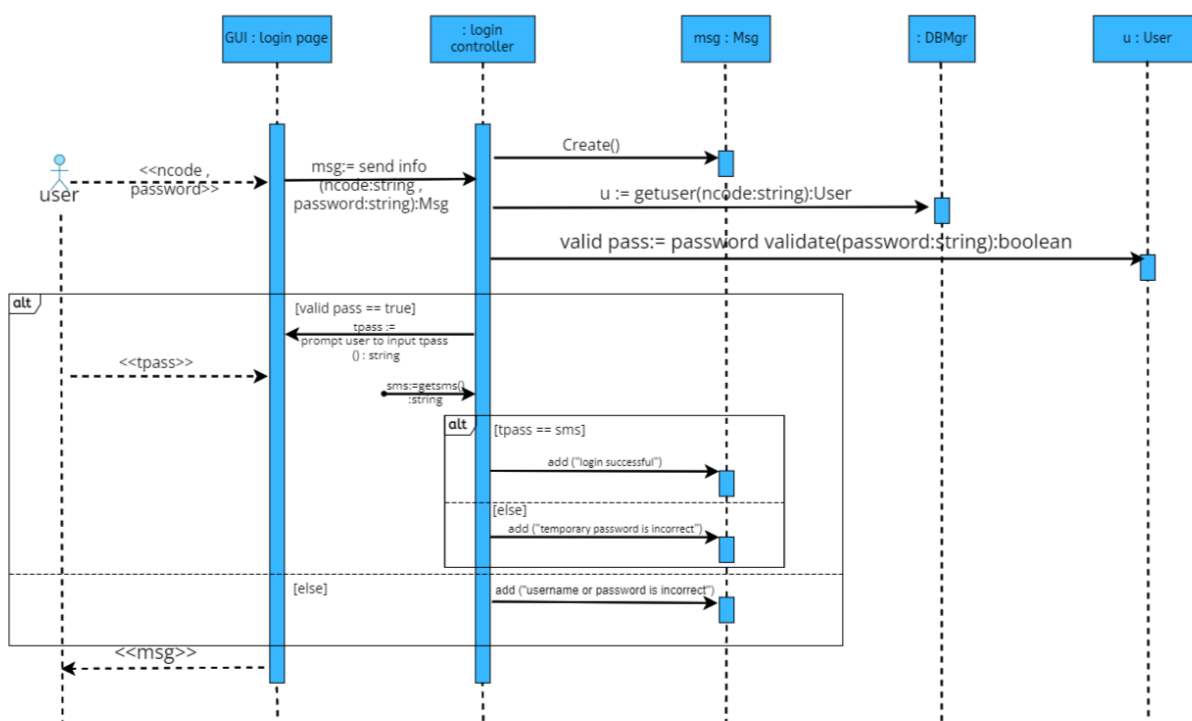 GUI : login page
: login
controller
msg : Msg
: DBMgr
u : User
user
<<ncode ,
password>>
msg:= send info
(ncode:string ,
password:string):Msg
Create()
u := getuser(ncode:string):User
valid pass:= password validate(password:string):boolean
alt
[valid pass == true]
tpass :=
prompt user to input tpass
() : string
<<tpass>>
sms:=getsms()
:string
alt
[tpass == sms]
add ("login successful")
[else]
add ("temporary password is incorrect")
[else]
add ("username or password is incorrect")
<<msg>>